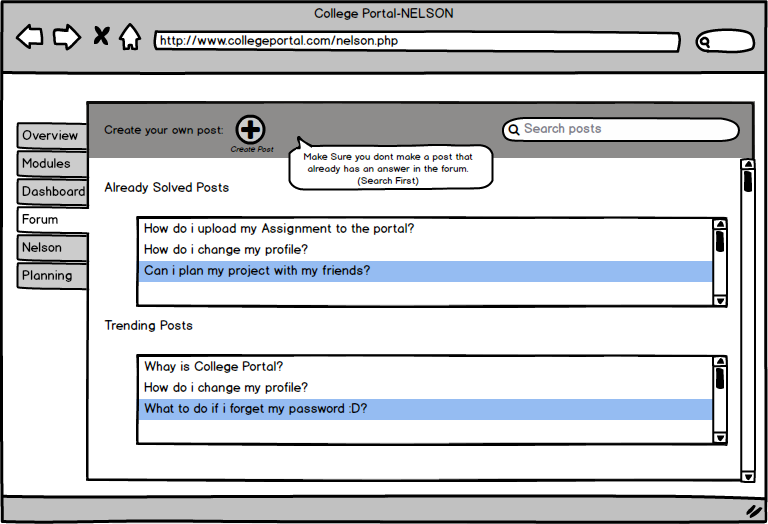 College Portal-NELSON
http://www.collegeportal.com/nelson.php
Create your own post:
Create Post
Search posts
Make Sure you dont make a post that
already has an answer in the forum.
(Search First)
Overview
Modules
Dashboard
Forum
Nelson
Planning
Already Solved Posts
How do i upload my Assignment to the portal?
How do i change my profile?
Can i plan my project with my friends?
Trending Posts
Whay is College Portal?
How do i change my profile?
What to do if i forget my password :D?